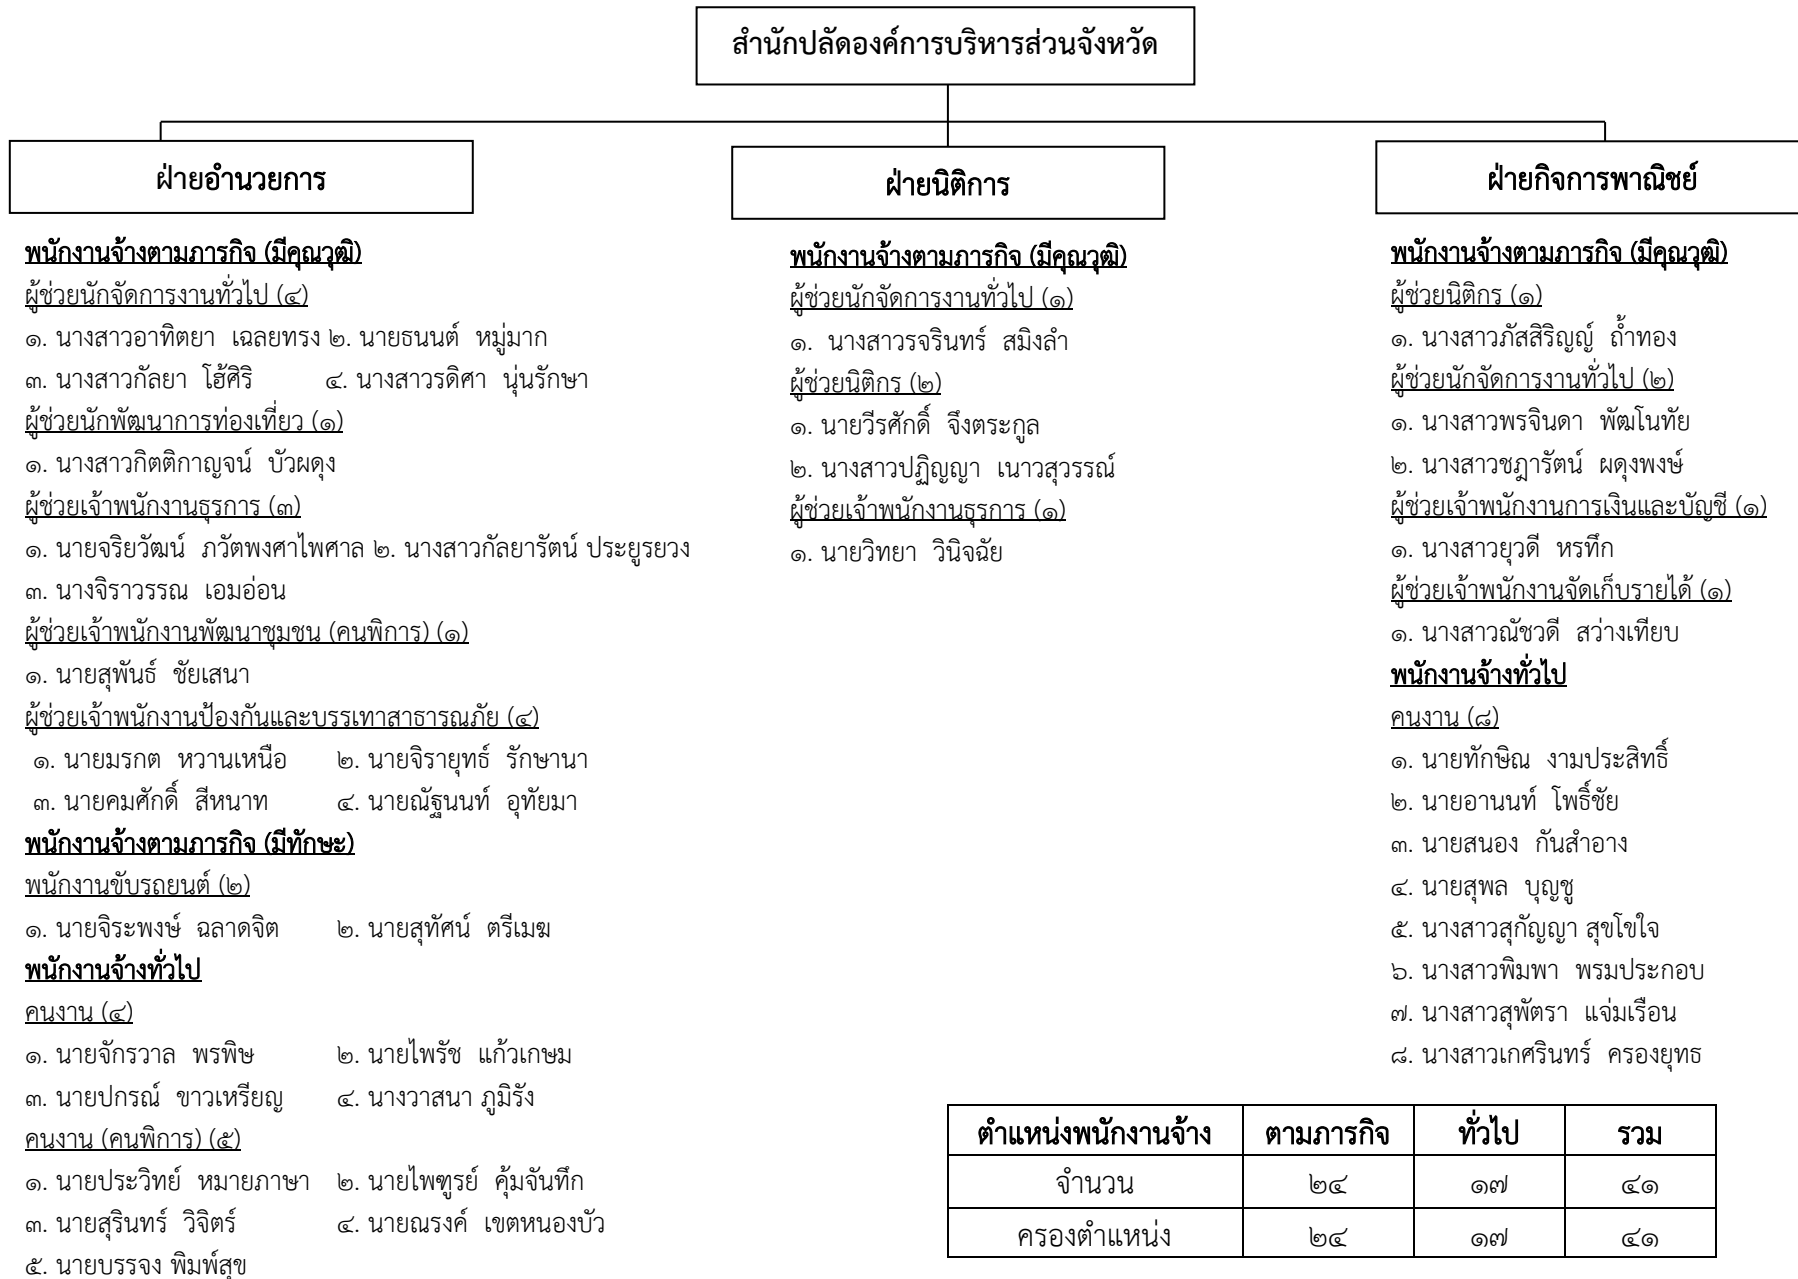 สำนักปลัดองค์การบริหารส่วนจังหวัด
ฝ่ายอำนวยการ
พนักงานจ้างตามภารกิจ (มีคุณวุฒิ)
ผู้ช่วยนักจัดการงานทั่วไป (๔)
๑. นางสาวอาทิตยา เฉลยทรง ๒. นายธนนต์ หมู่มาก
๓. นางสาวกัลยา โฮ้ศิริ ๔. นางสาวรดิศา นุ่นรักษา
ผู้ช่วยนักพัฒนาการท่องเที่ยว (๑)
๑. นางสาวกิตติกาญจน์ บัวผดุง
ผู้ช่วยเจ้าพนักงานธุรการ (๓)
๑. นายจริยวัฒน์ ภวัตพงศาไพศาล ๒. นางสาวกัลยารัตน์ ประยูรยวง
๓. นางจิราวรรณ เอมอ่อน
ผู้ช่วยเจ้าพนักงานพัฒนาชุมชน (คนพิการ) (๑)
๑. นายสุพันธ์ ชัยเสนา
ผู้ช่วยเจ้าพนักงานป้องกันและบรรเทาสาธารณภัย (๔)
๑. นายมรกต หวานเหนือ ๒. นายจิรายุทธ์ รักษานา
๓. นายคมศักดิ์ สีหนาท ๔. นายณัฐนนท์ อุทัยมา
พนักงานจ้างตามภารกิจ (มีทักษะ)
พนักงานขับรถยนต์ (๒)
๑. นายจิระพงษ์ ฉลาดจิต ๒. นายสุทัศน์ ตรีเมฆ
พนักงานจ้างทั่วไป
คนงาน (๔)
๑. นายจักรวาล พรพิษ ๒. นายไพรัช แก้วเกษม
๓. นายปกรณ์ ขาวเหรียญ ๔. นางวาสนา ภูมิรัง
คนงาน (คนพิการ) (๕)
๑. นายประวิทย์ หมายภาษา ๒. นายไพฑูรย์ คุ้มจันทึก
๓. นายสุรินทร์ วิจิตร์ ๔. นายณรงค์ เขตหนองบัว
๕. นายบรรจง พิมพ์สุข
ฝ่ายนิติการ
พนักงานจ้างตามภารกิจ (มีคุณวุฒิ)
ผู้ช่วยนักจัดการงานทั่วไป (๑)
๑. นางสาวรจรินทร์ สมิงลำ
ผู้ช่วยนิติกร (๒)
๑. นายวีรศักดิ์ จึงตระกูล
๒. นางสาวปฏิญญา เนาวสุวรรณ์
ผู้ช่วยเจ้าพนักงานธุรการ (๑)
๑. นายวิทยา วินิจฉัย
ฝ่ายกิจการพาณิชย์
พนักงานจ้างตามภารกิจ (มีคุณวุฒิ)
ผู้ช่วยนิติกร (๑)
๑. นางสาวภัสสิริญญ์ ถ้ำทอง
ผู้ช่วยนักจัดการงานทั่วไป (๒)
๑. นางสาวพรจินดา พัฒโนทัย
๒. นางสาวชฎารัตน์ ผดุงพงษ์
ผู้ช่วยเจ้าพนักงานการเงินและบัญชี (๑)
๑. นางสาวยุวดี หรทึก
ผู้ช่วยเจ้าพนักงานจัดเก็บรายได้ (๑)
๑. นางสาวณัชวดี สว่างเทียบ
พนักงานจ้างทั่วไป
คนงาน (๘)
๑. นายทักษิณ งามประสิทธิ์
๒. นายอานนท์ โพธิ์ชัย
๓. นายสนอง กันสำอาง
๔. นายสุพล บุญชู
๕. นางสาวสุกัญญา สุขโขใจ
๖. นางสาวพิมพา พรมประกอบ
๗. นางสาวสุพัตรา แจ่มเรือน
๘. นางสาวเกศรินทร์ ครองยุทธ
ตำแหน่งพนักงานจ้าง ตามภารกิจ ทั่วไป รวม
จำนวน ๒๔ ๑๗ ๔๑
ครองตำแหน่ง ๒๔ ๑๗ ๔๑